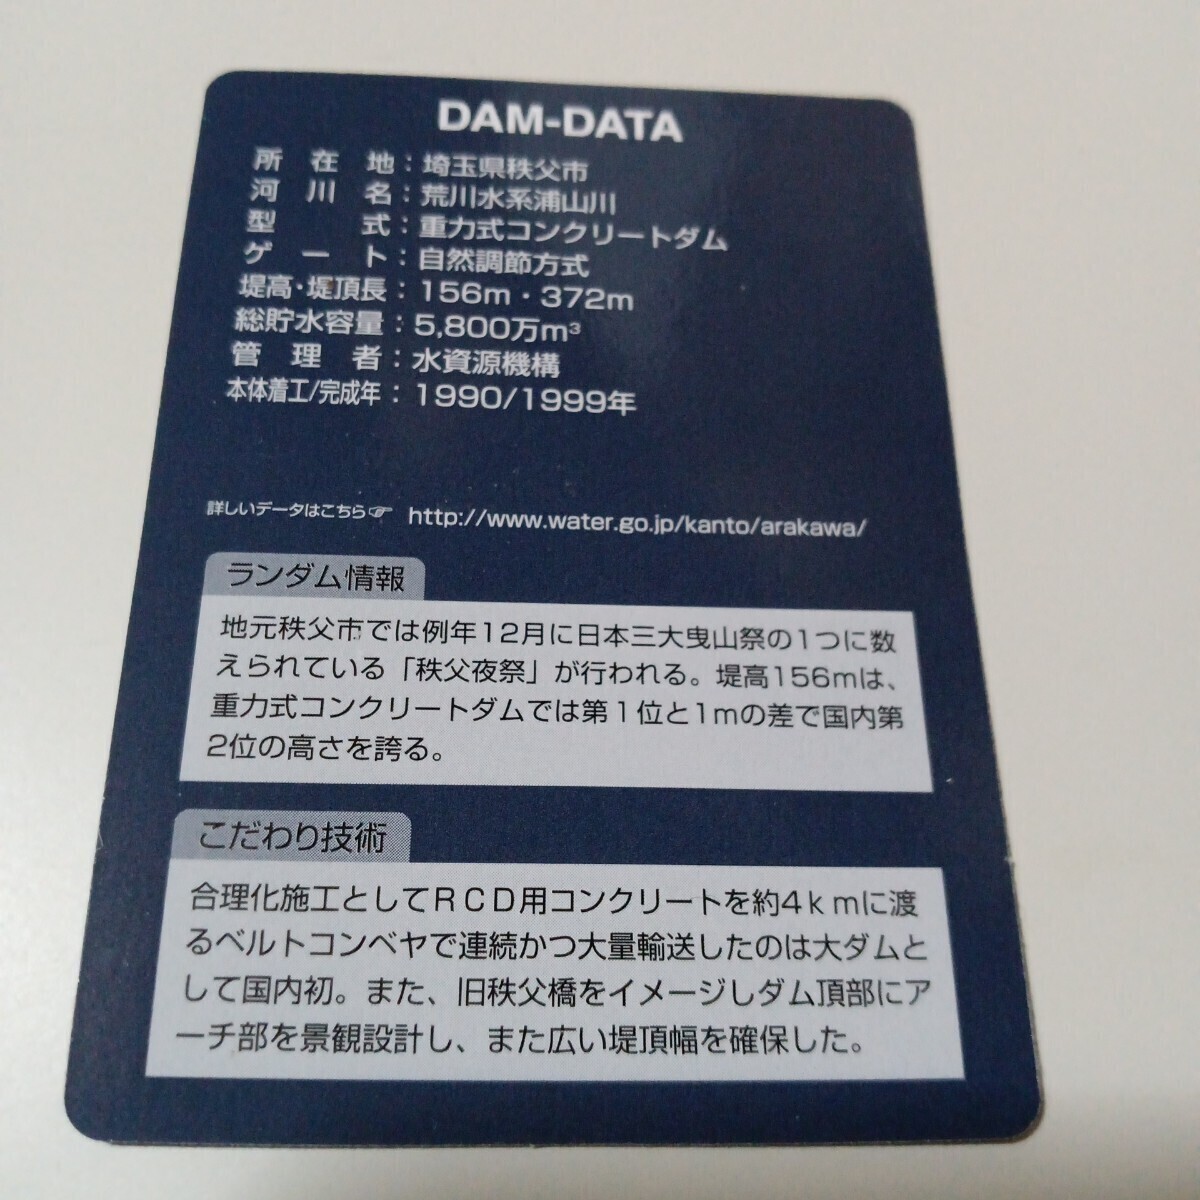 DAM-DATA
所在地：埼玉県秩父市
河川名：荒川水系浦山川
型式：重力式コンクリートダム
ゲート：自然調節方式
堤高・堤頂長：156m・372m
総貯水容量：5,800万m³
管理者：水資源機構
本体着工/完成年：1990/1999年
詳しいデータはこちら☞ http://www.water.go.jp/kanto/arakawa/
ランダム情報
地元秩父市では例年12月に日本三大曳山祭の1つに数
えられている「秩父夜祭」が行われる。堤高156mは、
重力式コンクリートダムでは第1位と1mの差で国内第
2位の高さを誇る。
こだわり技術
合理化施工としてRCD用コンクリートを約4kmに渡
るベルトコンベヤで連続かつ大量輸送したのは大ダムと
して国内初。また、旧秩父橋をイメージしダム頂部にア
ーチ部を景観設計し、また広い堤頂幅を確保した。